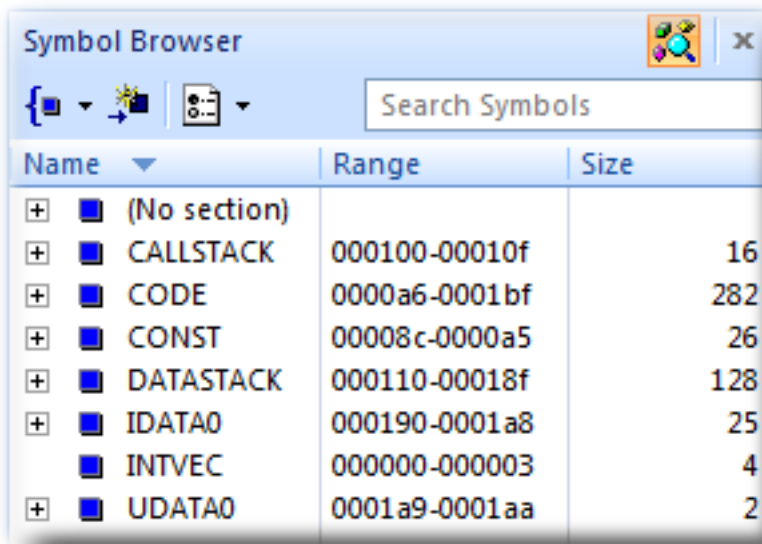 Symbol Browser
Search Symbols
Name Range Size
(No section)
CALLSTACK 000100-00010f 16
CODE 0000a6-0001bf 282
CONST 00008c-0000a5 26
DATASTACK 000110-00018f 128
IDATA0 000190-0001a8 25
INTVEC 000000-000003 4
UDATA0 0001a9-0001aa 2